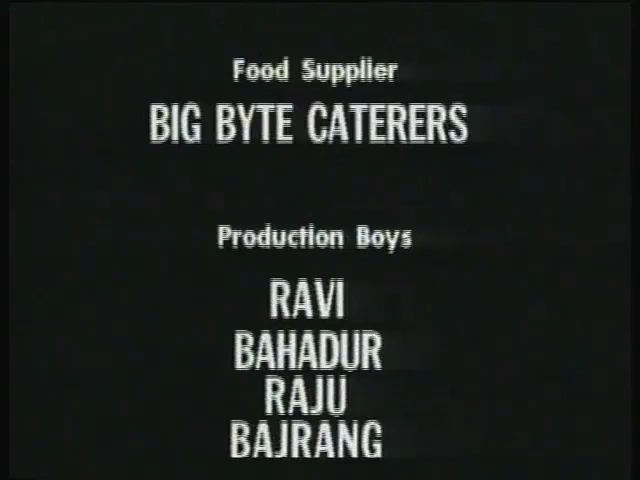 Food Supplier
BIG BYTE CATERERS
Production Boys
RAVI
BAHADUR
RAJU
BAJRANG